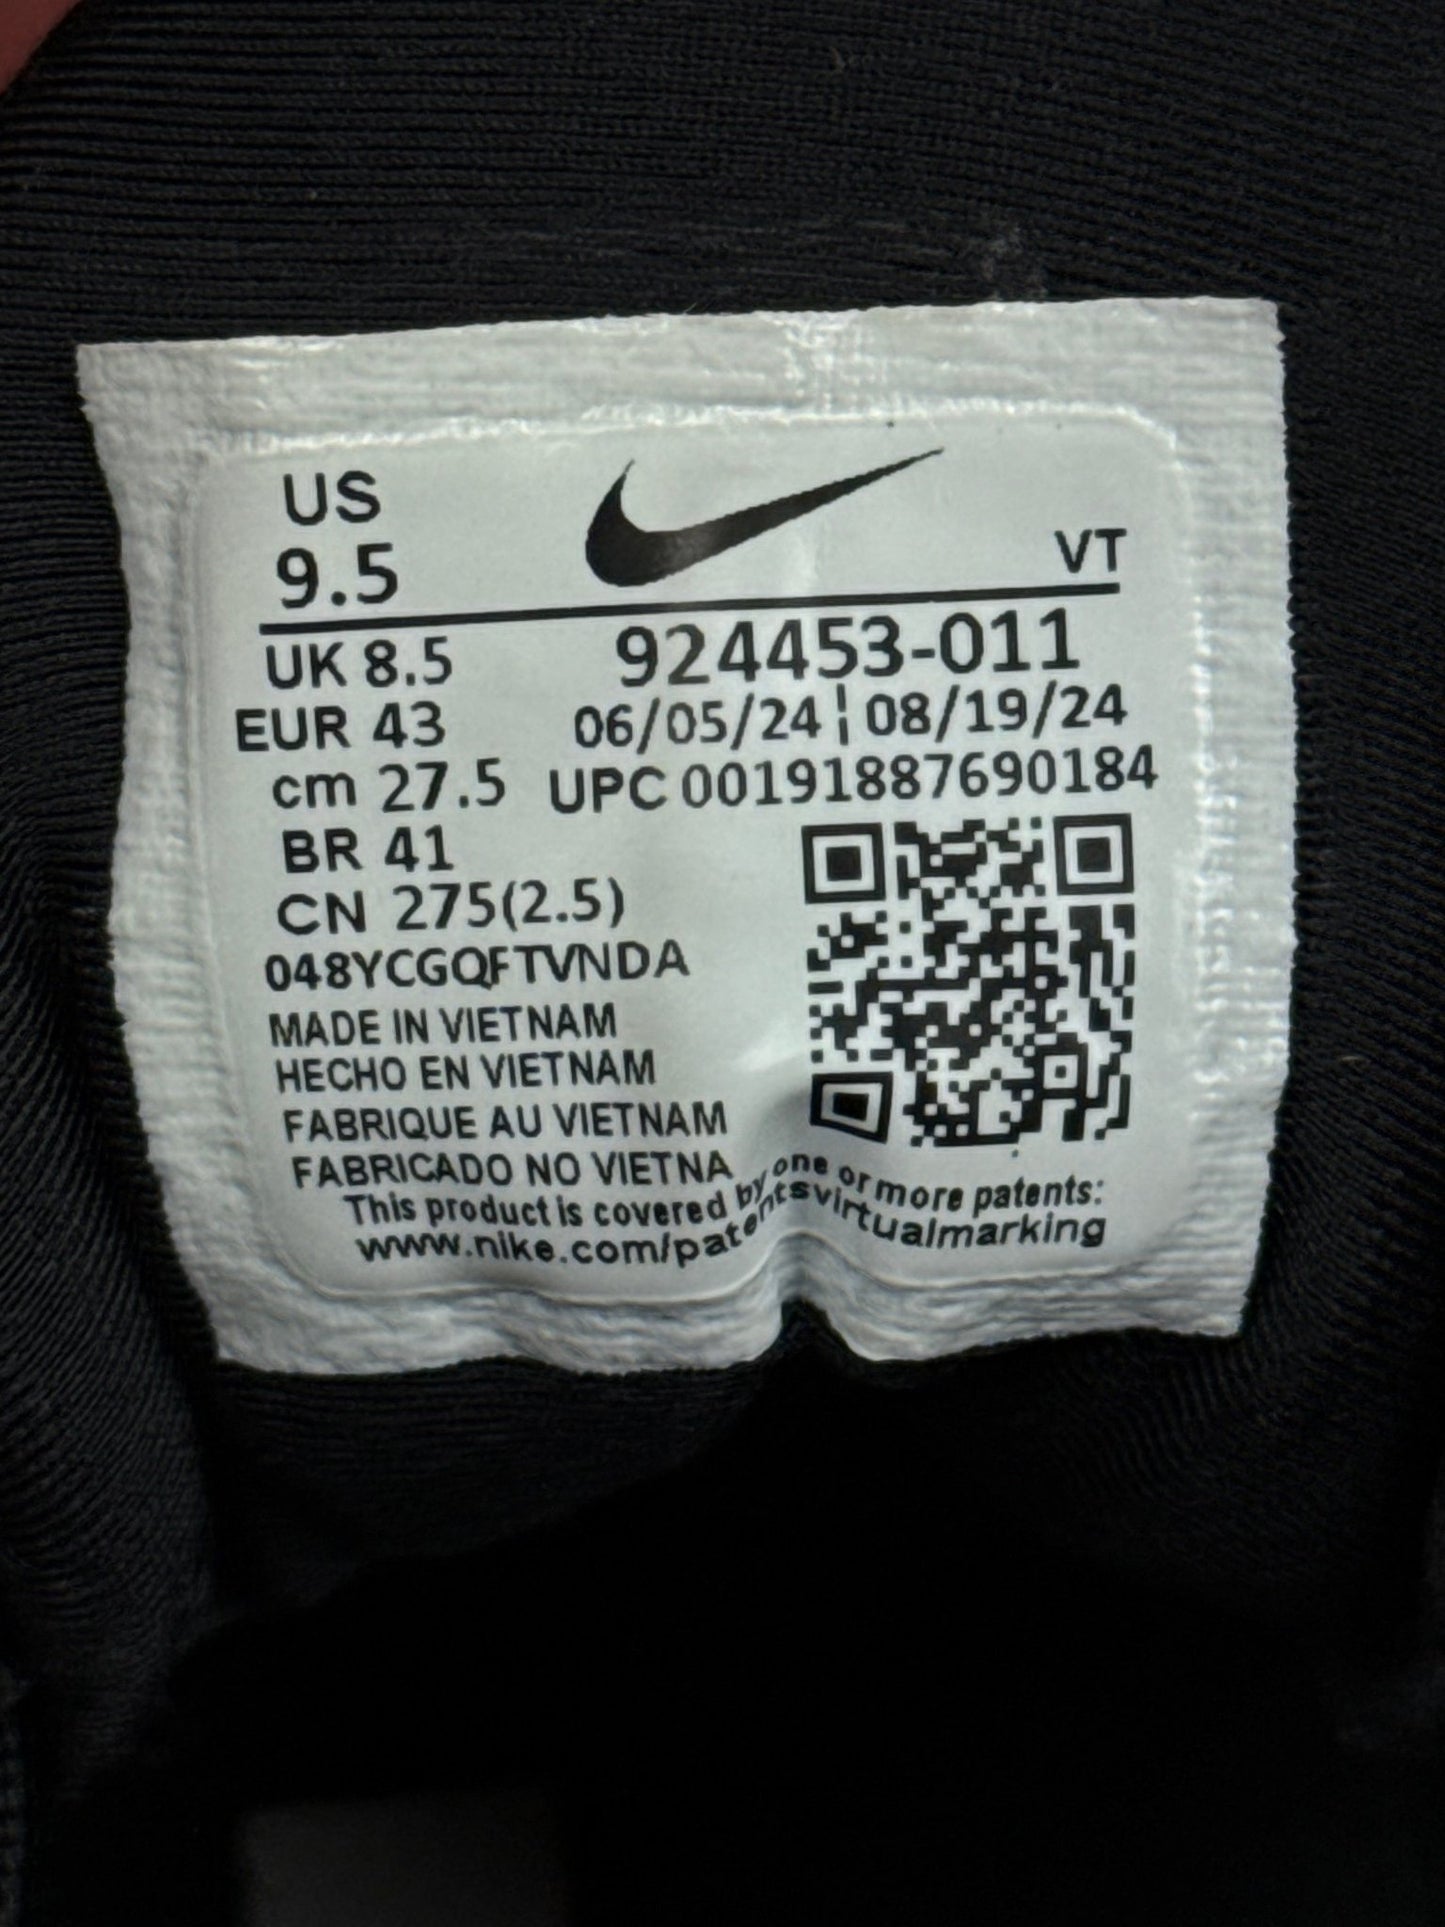 US
9.5
VT
UK 8.5
924453-011
EUR 43
06/05/24 ¦ 08/19/24
cm 27.5
UPC 00191887690184
BR 41
CN 275(2.5)
048YCGQFTVNDA
MADE IN VIETNAM
HECHO EN VIETNAM
FABRIQUE AU VIETNAM
FABRICADO NO VIETNA
This product is covered by one or more patents:
www.nike.com/patentsvirtualmarking